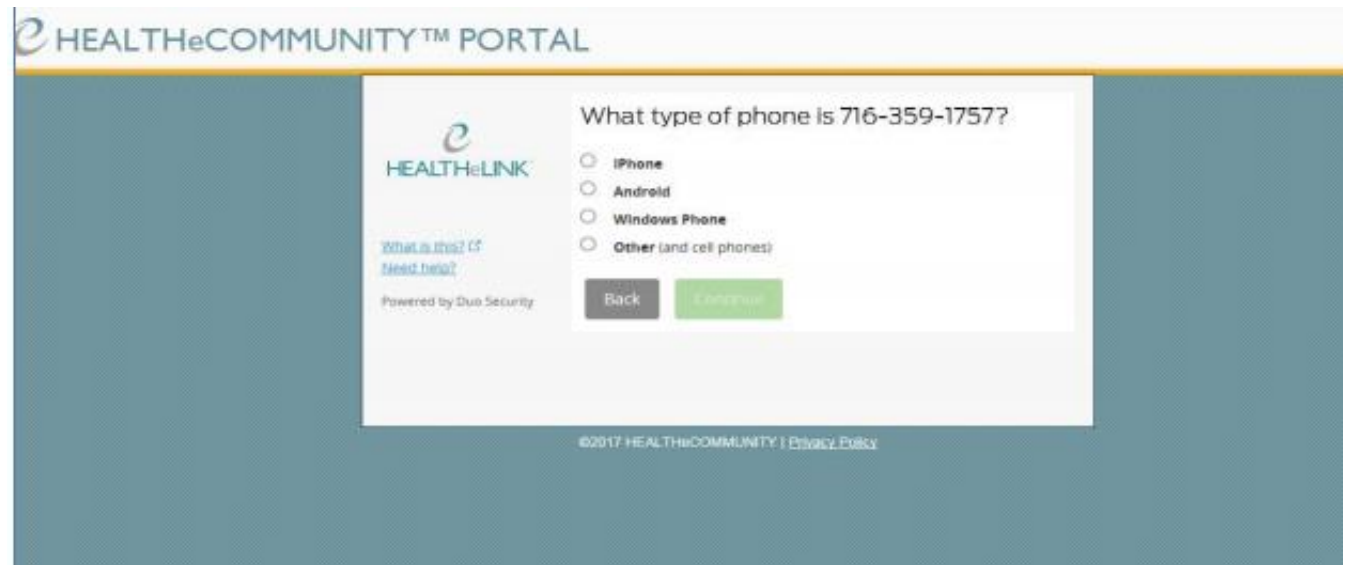 HEALTHeCOMMUNITY™ PORTAL
What type of phone is 716-359-1757?
HEALTHeLINK
iPhone
Android
Windows Phone
Other (and cell phones)
What is this?
Need help?
Powered by Duo Security
Back
Continue
©2017 HEALTHeCOMMUNITY | Privacy Policy